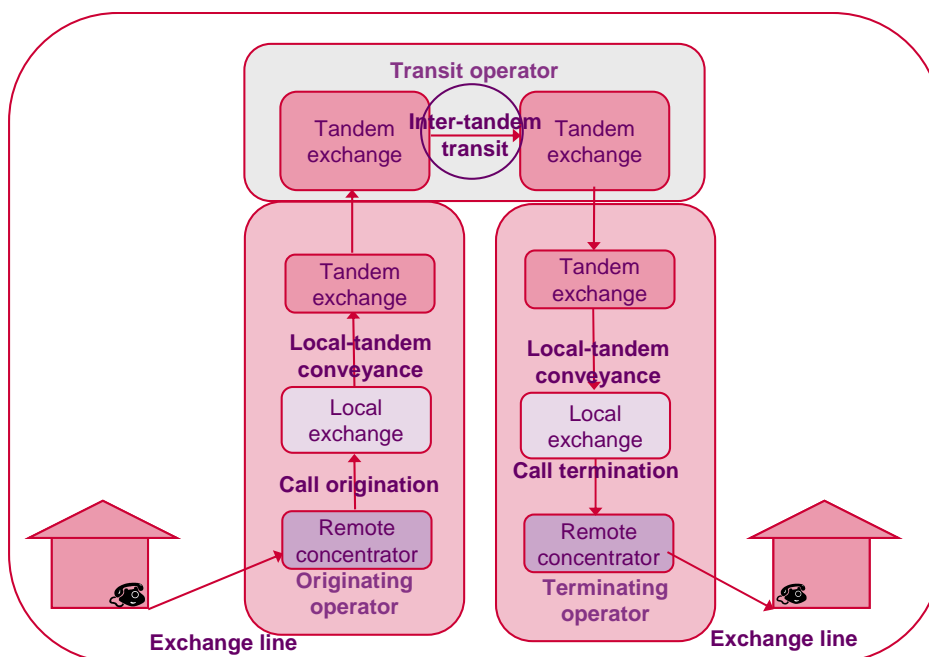 Transit operator
Tandem
exchange
Inter-tandem
transit
Tandem
exchange
Tandem
exchange
Local-tandem
conveyance
Local
exchange
Call origination
Remote
concentrator
Originating
operator
Exchange line
Tandem
exchange
Local-tandem
conveyance
Local
exchange
Call termination
Remote
concentrator
Terminating
operator
Exchange line